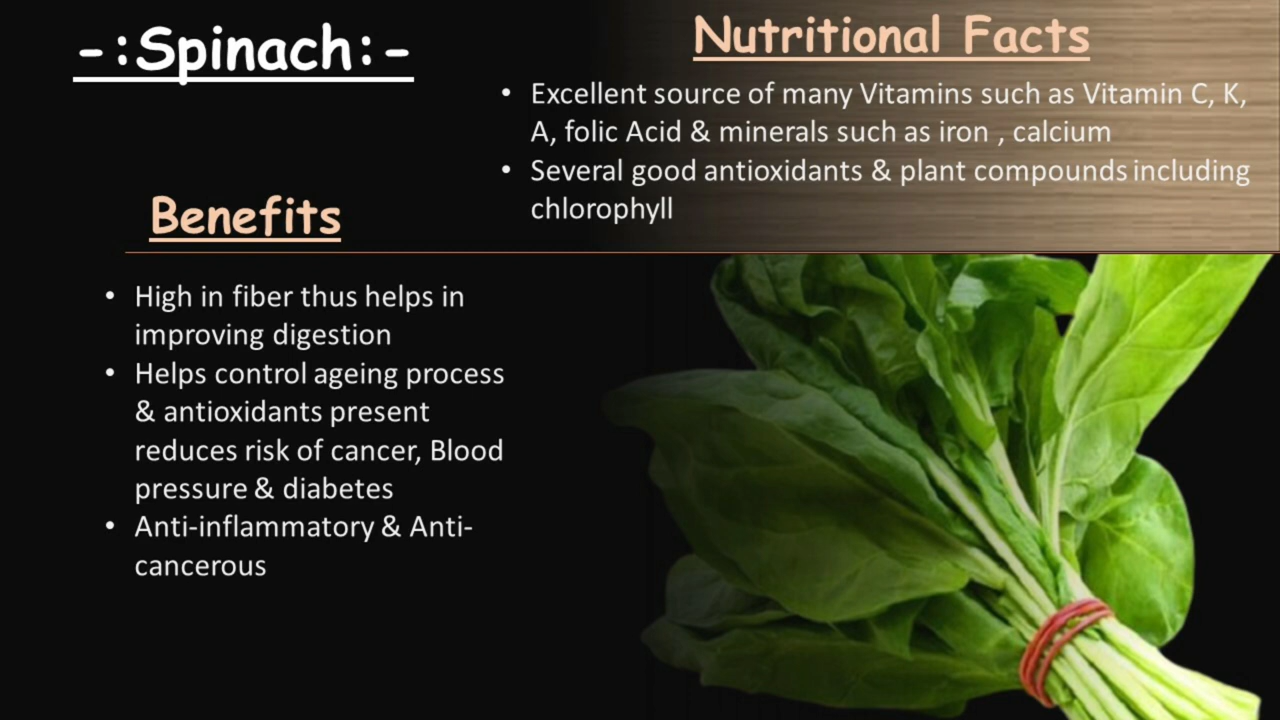 -:Spinach:-
Nutritional Facts
• Excellent source of many Vitamins such as Vitamin C, K,
A, folic Acid & minerals such as iron , calcium
• Several good antioxidants & plant compounds including
chlorophyll
Benefits
• High in fiber thus helps in
improving digestion
• Helps control ageing process
& antioxidants present
reduces risk of cancer, Blood
pressure & diabetes
• Anti-inflammatory & Anti-
cancerous